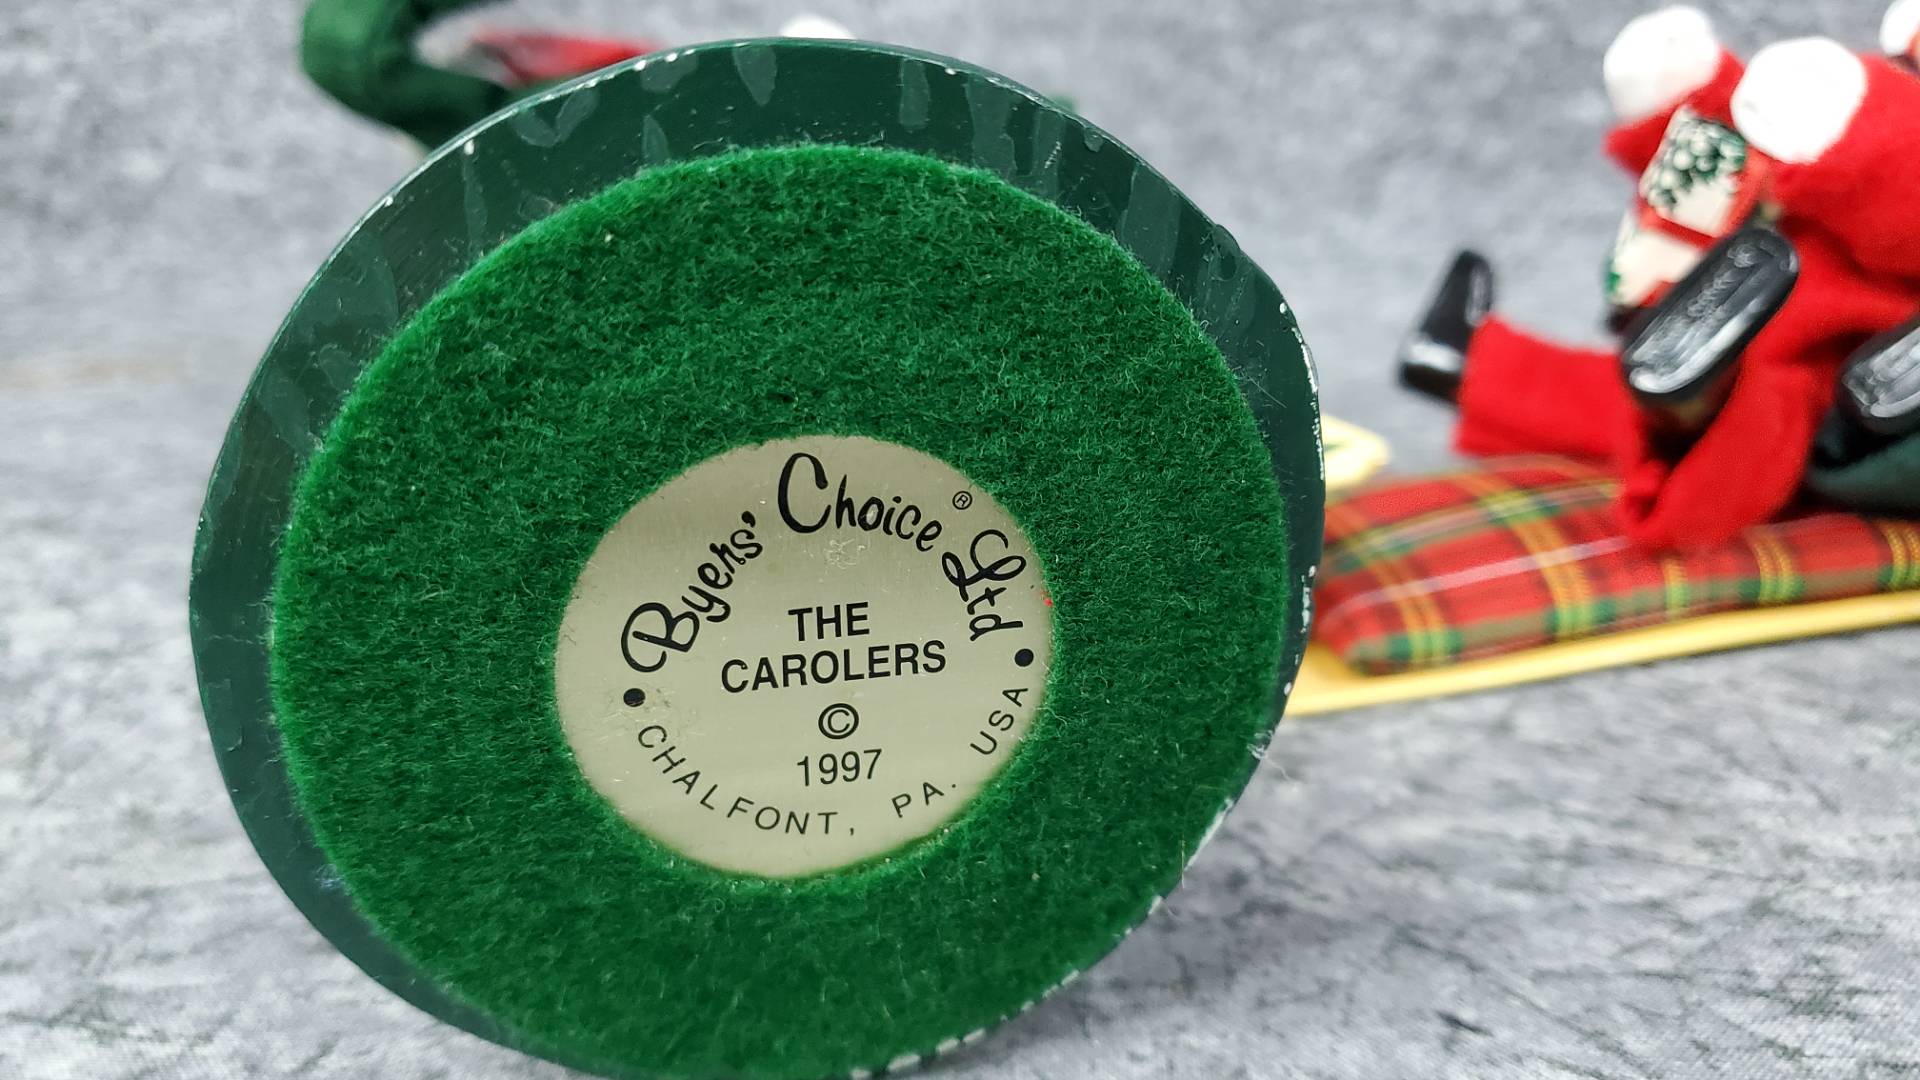 Byers' Choice® Ltd
THE
CAROLERS
©
1997
• CHALFONT, PA. USA •